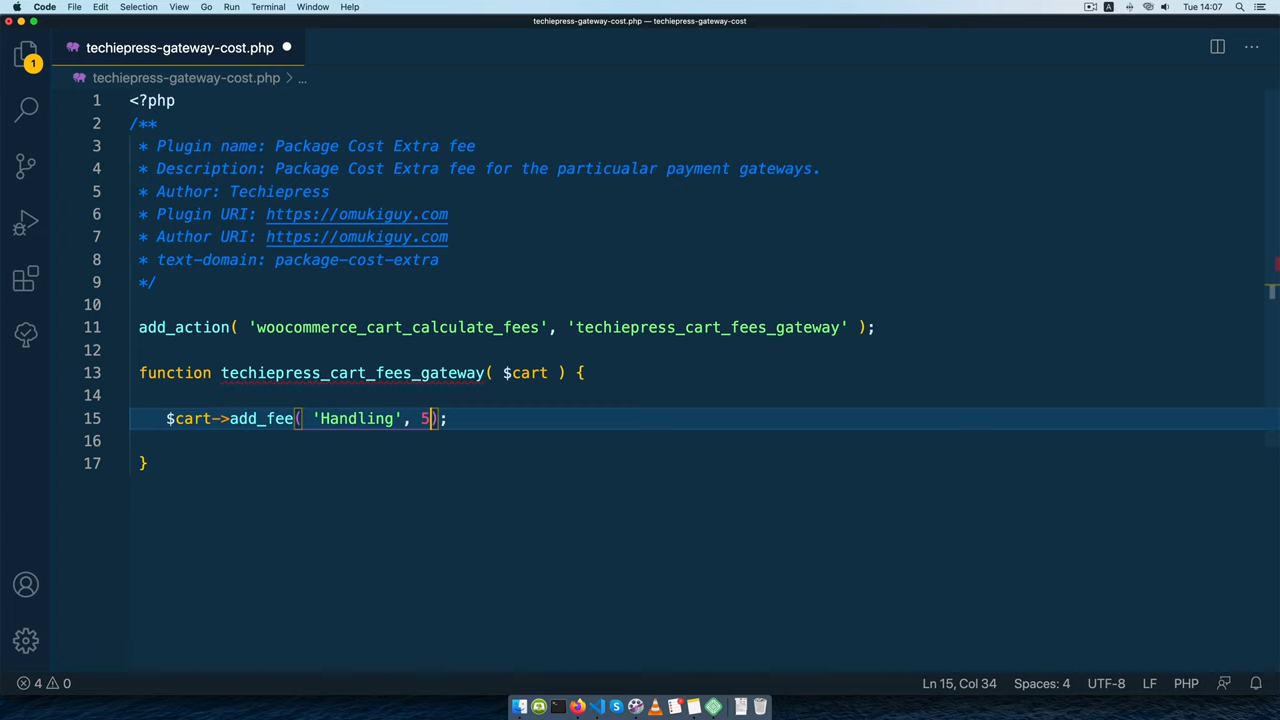 Code File Edit Selection View Go Run Terminal Window Help A Tue 14:07
techiepress-gateway-cost.php — techiepress-gateway-cost
1
techiepress-gateway-cost.php
techiepress-gateway-cost.php > ...
1 <?php
2 /**
3 * Plugin name: Package Cost Extra fee
4 * Description: Package Cost Extra fee for the particualar payment gateways.
5 * Author: Techiepress
6 * Plugin URI: https://omukiguy.com
7 * Author URI: https://omukiguy.com
8 * text-domain: package-cost-extra
9 */
10
11 add_action( 'woocommerce_cart_calculate_fees', 'techiepress_cart_fees_gateway' );
12
13 function techiepress_cart_fees_gateway( $cart ) {
14
15 $cart->add_fee( 'Handling', 5);
16
17 }
4 0 Ln 15, Col 34 Spaces: 4 UTF-8 LF PHP